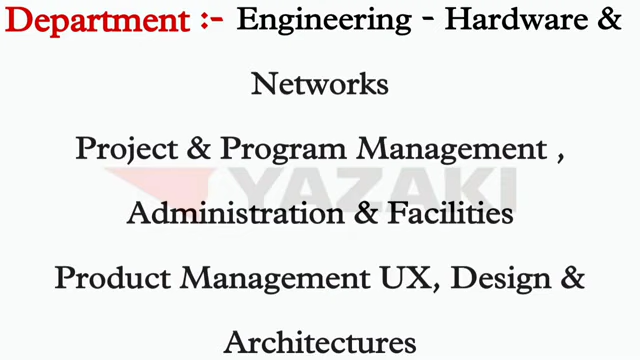 Department :- Engineering - Hardware &
Networks
Project & Program Management ,
YAZAKI
Administration & Facilities
Product Management UX, Design &
Architectures